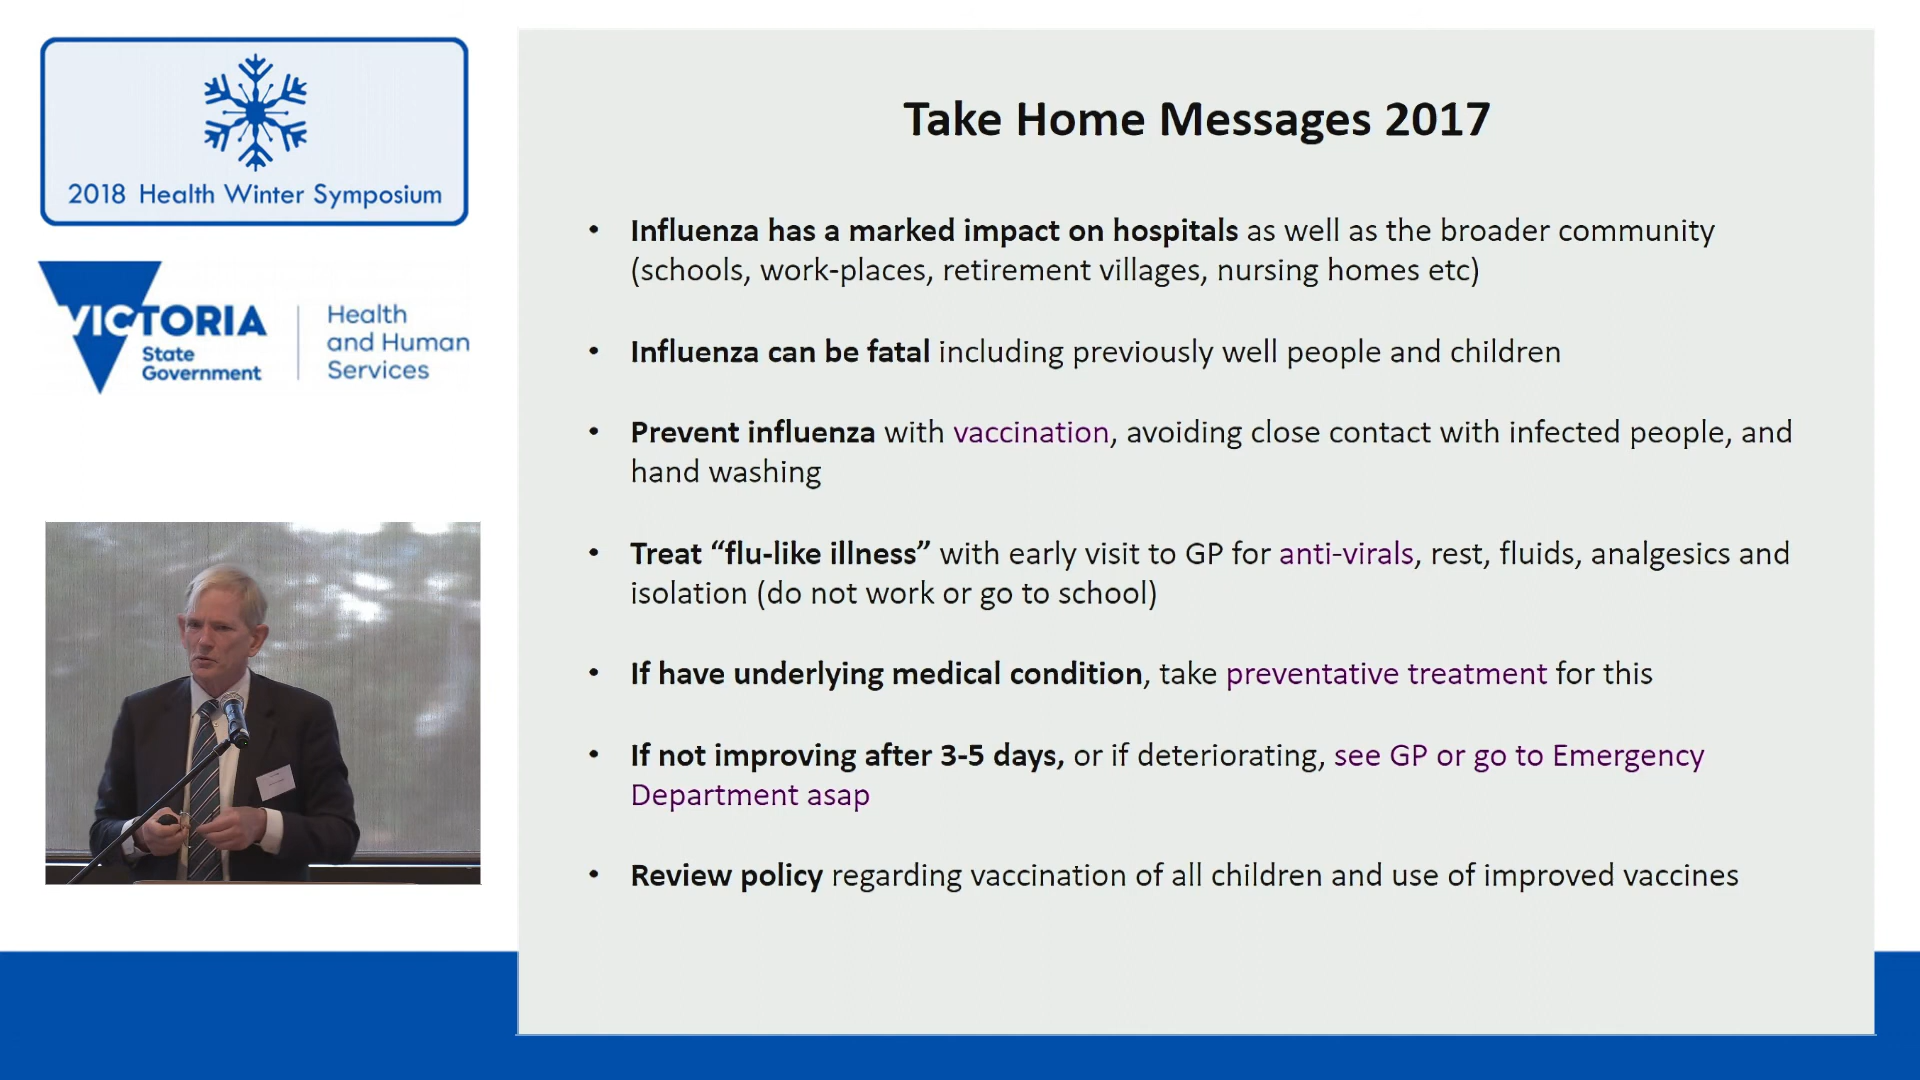 2018 Health Winter Symposium
VICTORIA
State
Government
Health
and Human
Services
Take Home Messages 2017
• Influenza has a marked impact on hospitals as well as the broader community
(schools, work-places, retirement villages, nursing homes etc)
• Influenza can be fatal including previously well people and children
• Prevent influenza with vaccination, avoiding close contact with infected people, and
hand washing
• Treat “flu-like illness” with early visit to GP for anti-virals, rest, fluids, analgesics and
isolation (do not work or go to school)
• If have underlying medical condition, take preventative treatment for this
• If not improving after 3-5 days, or if deteriorating, see GP or go to Emergency
Department asap
• Review policy regarding vaccination of all children and use of improved vaccines